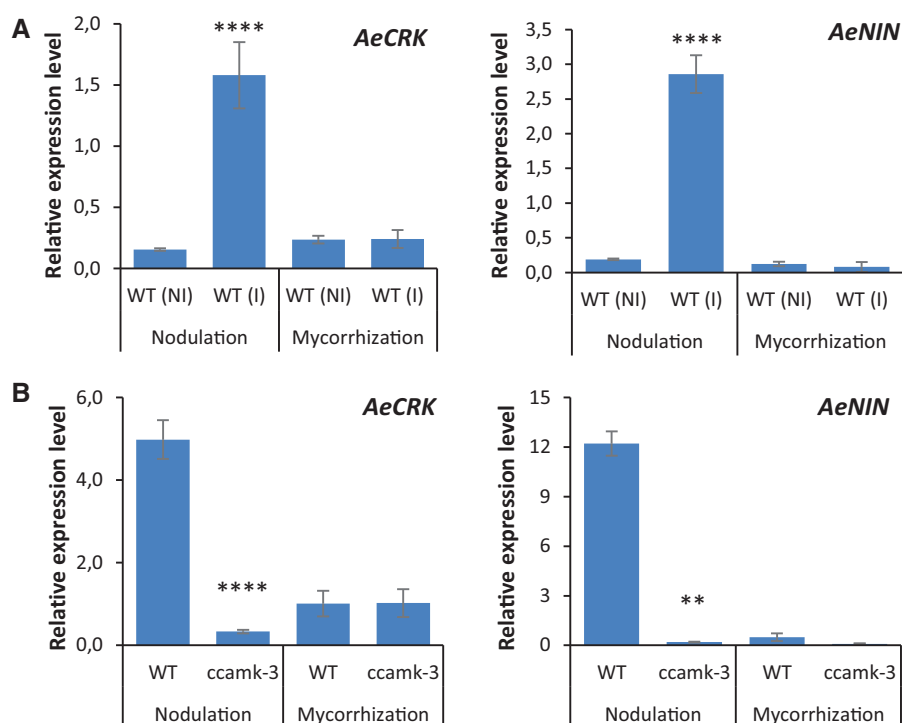 A
Relative expression level
2,0
1,5
1,0
0,5
0,0
****
AeCRK
WT (NI) WT (I) WT (NI) WT (I)
Nodulation Mycorrhization
Relative expression level
3,5
3,0
2,5
2,0
1,5
1,0
0,5
0,0
****
AeNIN
WT (NI) WT (I) WT (NI) WT (I)
Nodulation Mycorrhization
B
Relative expression level
6,0
4,0
2,0
0,0
****
AeCRK
WT ccamk-3 WT ccamk-3
Nodulation Mycorrhization
Relative expression level
15
12
9
6
3
0
**
AeNIN
WT ccamk-3 WT ccamk-3
Nodulation Mycorrhization